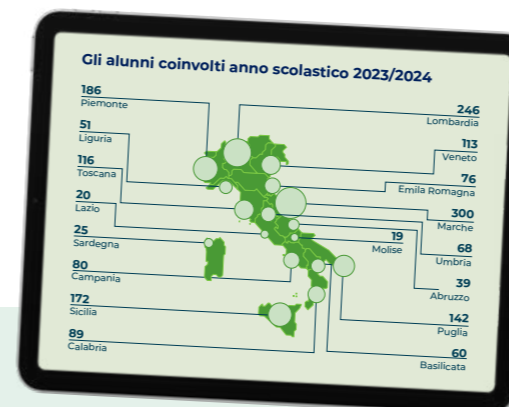 Gli alunni coinvolti anno scolastico 2023/2024
186
Piemonte
51
Liguria
116
Toscana
20
Lazio
25
Sardegna
80
Campania
172
Sicilia
89
Calabria
246
Lombardia
113
Veneto
76
Emila Romagna
300
Marche
19
Molise
68
Umbria
39
Abruzzo
142
Puglia
60
Basilicata